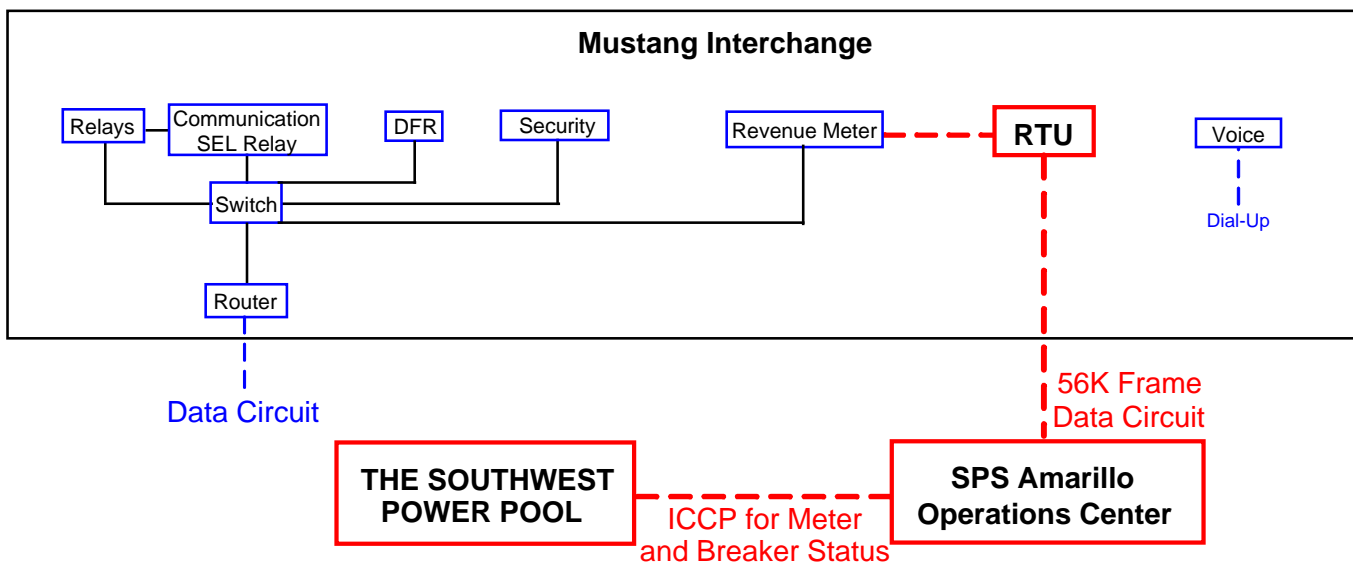 Mustang Interchange
Relays
Communication
SEL Relay
DFR
Security
Revenue Meter
RTU
Voice
Switch
Dial-Up
Router
Data Circuit
56K Frame
Data Circuit
THE SOUTHWEST
POWER POOL
ICCP for Meter
and Breaker Status
SPS Amarillo
Operations Center